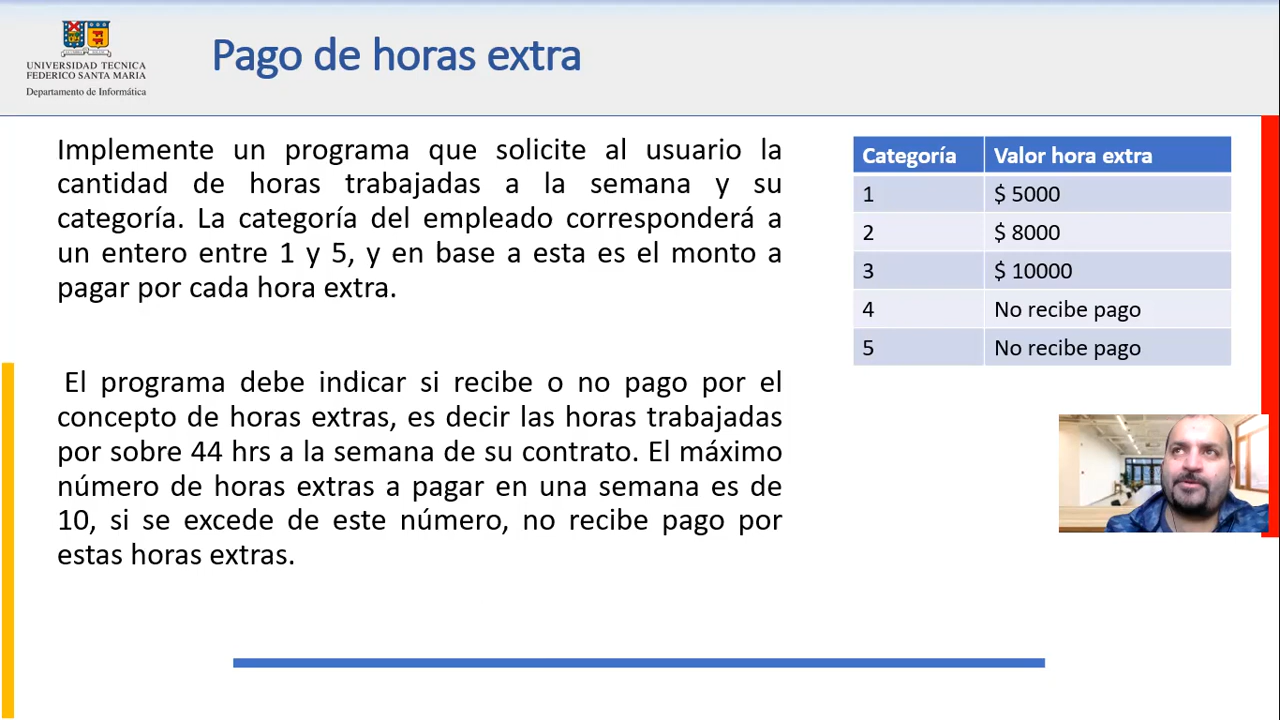 UNIVERSIDAD TECNICA
FEDERICO SANTA MARIA
Departamento de Informática
Pago de horas extra
Implemente un programa que solicite al usuario la
cantidad de horas trabajadas a la semana y su
categoría. La categoría del empleado corresponderá a
un entero entre 1 y 5, y en base a esta es el monto a
pagar por cada hora extra.
El programa debe indicar si recibe o no pago por el
concepto de horas extras, es decir las horas trabajadas
por sobre 44 hrs a la semana de su contrato. El máximo
número de horas extras a pagar en una semana es de
10, si se excede de este número, no recibe pago por
estas horas extras.
Categoría Valor hora extra
1 $ 5000
2 $ 8000
3 $ 10000
4 No recibe pago
5 No recibe pago